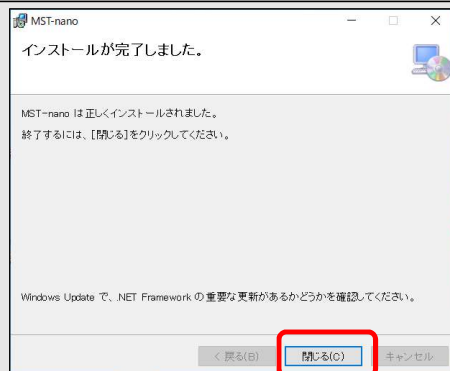 MST-nano
インストールが完了しました。
MST-nano は正しくインストールされました。
終了するには、[閉じる]をクリックしてください。
Windows Update で、.NET Framework の重要な更新があるかどうかを確認してください。
< 戻る(B) 閉じる(C) キャンセル